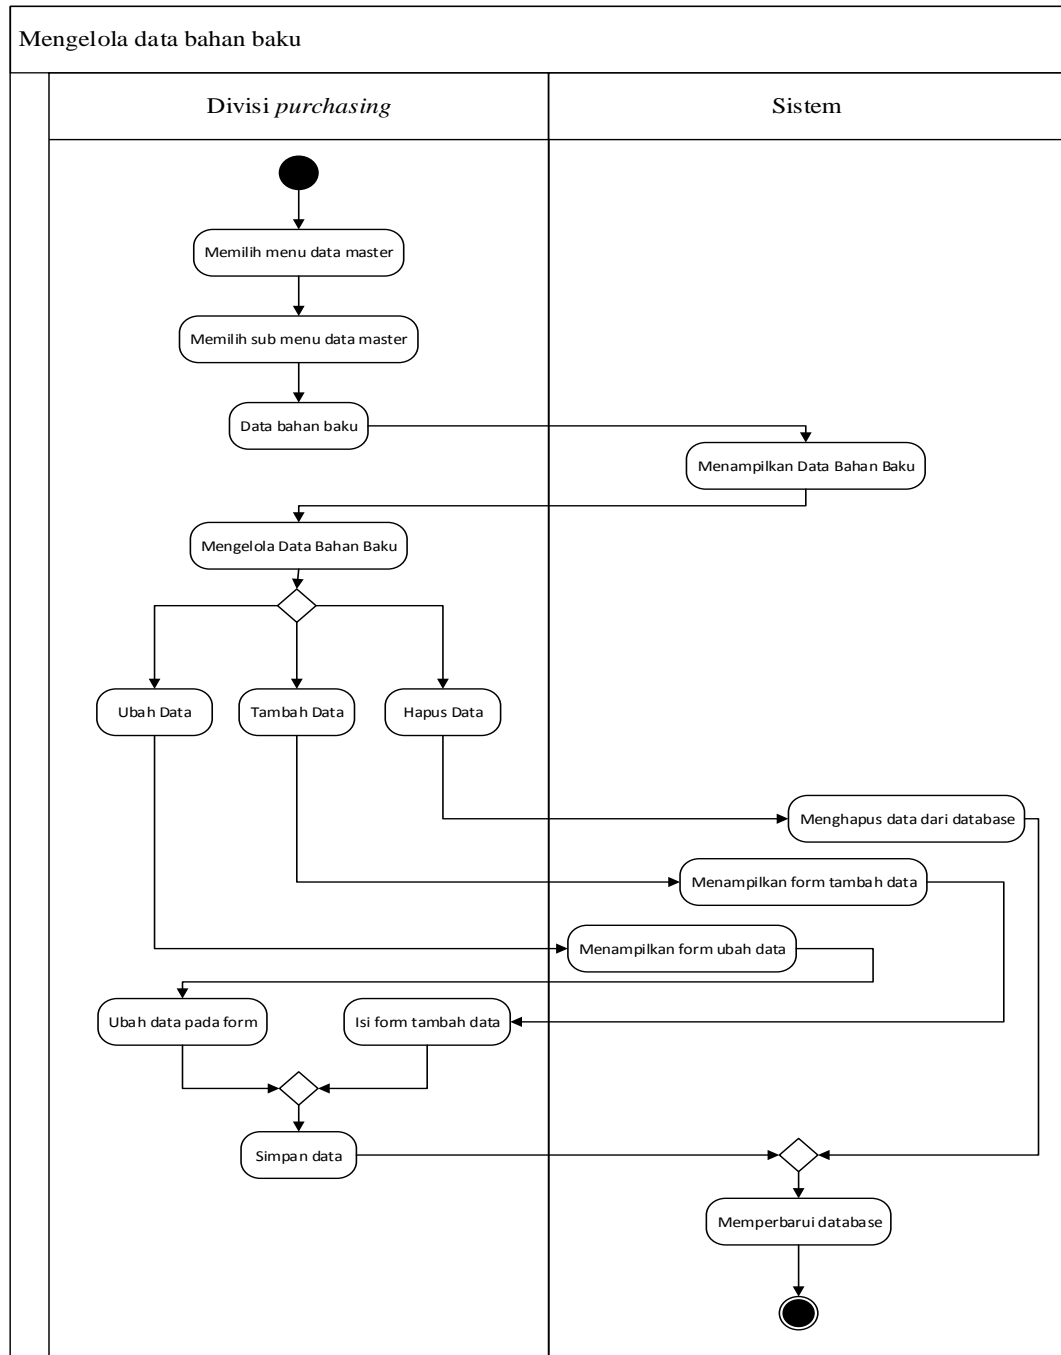 Mengelola data bahan baku
Divisi purchasing
Sistem
Memilih menu data master
Memilih sub menu data master
Data bahan baku
Menampilkan Data Bahan Baku
Mengelola Data Bahan Baku
Ubah Data
Tambah Data
Hapus Data
Menghapus data dari database
Menampilkan form tambah data
Menampilkan form ubah data
Ubah data pada form
Isi form tambah data
Simpan data
Memperbarui database